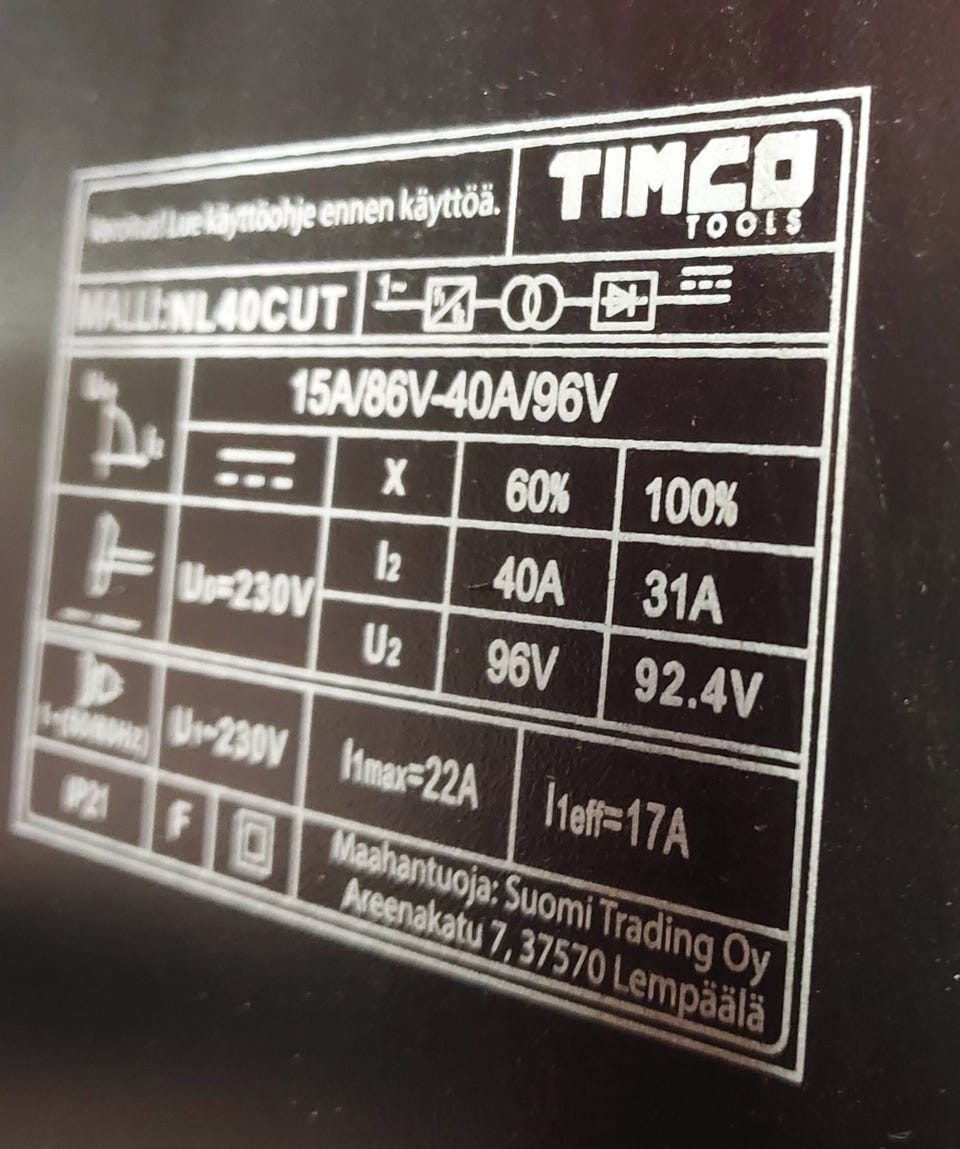 Varoitus! Lue käyttöohje ennen käyttöä.
TIMCO
TOOLS
MALLI:NL40CUT
1~
15A/86V-40A/96V
X 60% 100%
U0=230V
I2 40A 31A
U2 96V 92.4V
1~(50/60Hz)
U1~230V
I1max=22A
I1eff=17A
IP21
F
Maahantuoja: Suomi Trading Oy
Areenakatu 7, 37570 Lempäälä